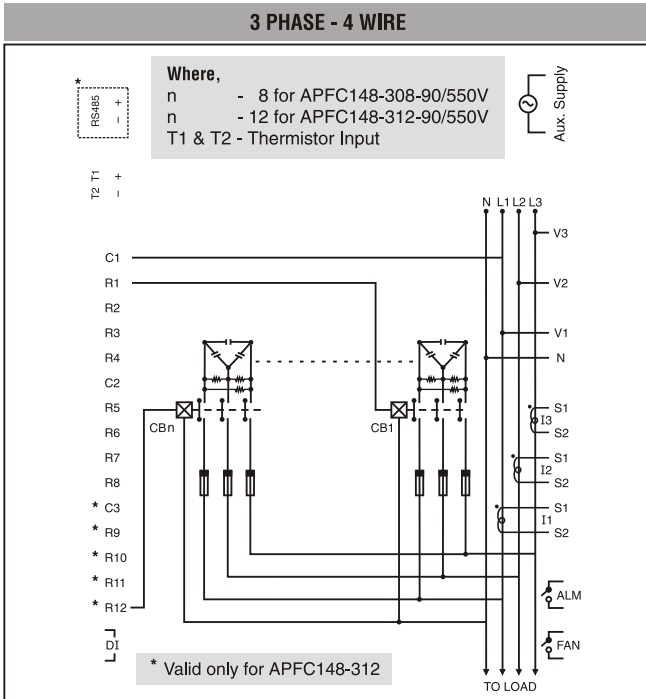 3 PHASE - 4 WIRE
Where,
n - 8 for APFC148-308-90/550V
n - 12 for APFC148-312-90/550V
T1 & T2 - Thermistor Input
*
RS485
+
–
T2 T1
+
–
Aux. Supply
N L1 L2 L3
V3
C1
R1
V2
R2
R3
V1
R4
N
C2
R5
CBn
CB1
S1
I3
R6
S2
R7
S1
I2
R8
S2
* C3
S1
I1
* R9
S2
* R10
* R11
ALM
* R12
DI
FAN
* Valid only for APFC148-312
TO LOAD